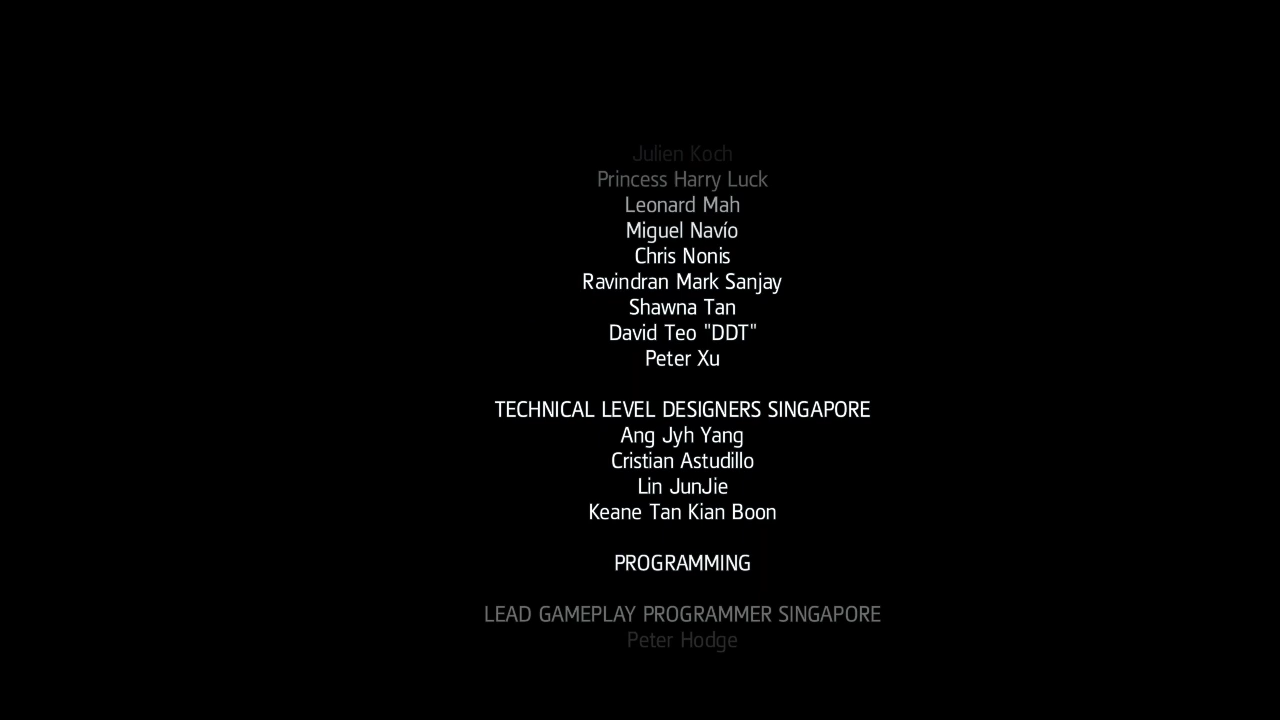 Julien Koch
Princess Harry Luck
Leonard Mah
Miguel Navío
Chris Nonis
Ravindran Mark Sanjay
Shawna Tan
David Teo "DDT"
Peter Xu
TECHNICAL LEVEL DESIGNERS SINGAPORE
Ang Jyh Yang
Cristian Astudillo
Lin JunJie
Keane Tan Kian Boon
PROGRAMMING
LEAD GAMEPLAY PROGRAMMER SINGAPORE
Peter Hodge